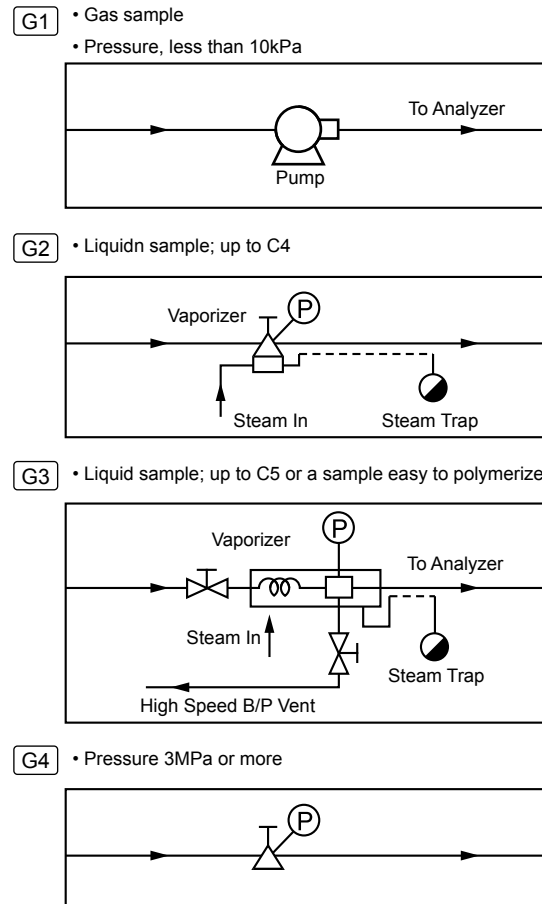 G1 • Gas sample
• Pressure, less than 10kPa
To Analyzer
Pump
G2 • Liquidn sample; up to C4
Vaporizer P
Steam In Steam Trap
G3 • Liquid sample; up to C5 or a sample easy to polymerize
P
Vaporizer
To Analyzer
Steam In
Steam Trap
High Speed B/P Vent
G4 • Pressure 3MPa or more
P